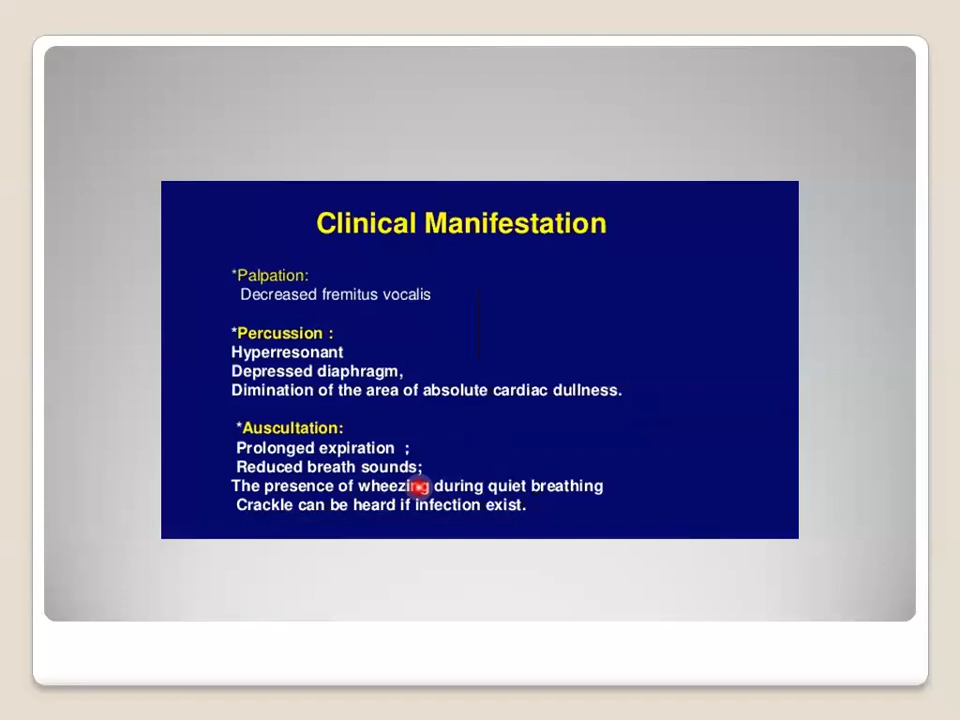 Clinical Manifestation
*Palpation:
Decreased fremitus vocalis
*Percussion :
Hyperresonant
Depressed diaphragm,
Dimination of the area of absolute cardiac dullness.
*Auscultation:
Prolonged expiration ;
Reduced breath sounds;
The presence of wheezing during quiet breathing
Crackle can be heard if infection exist.